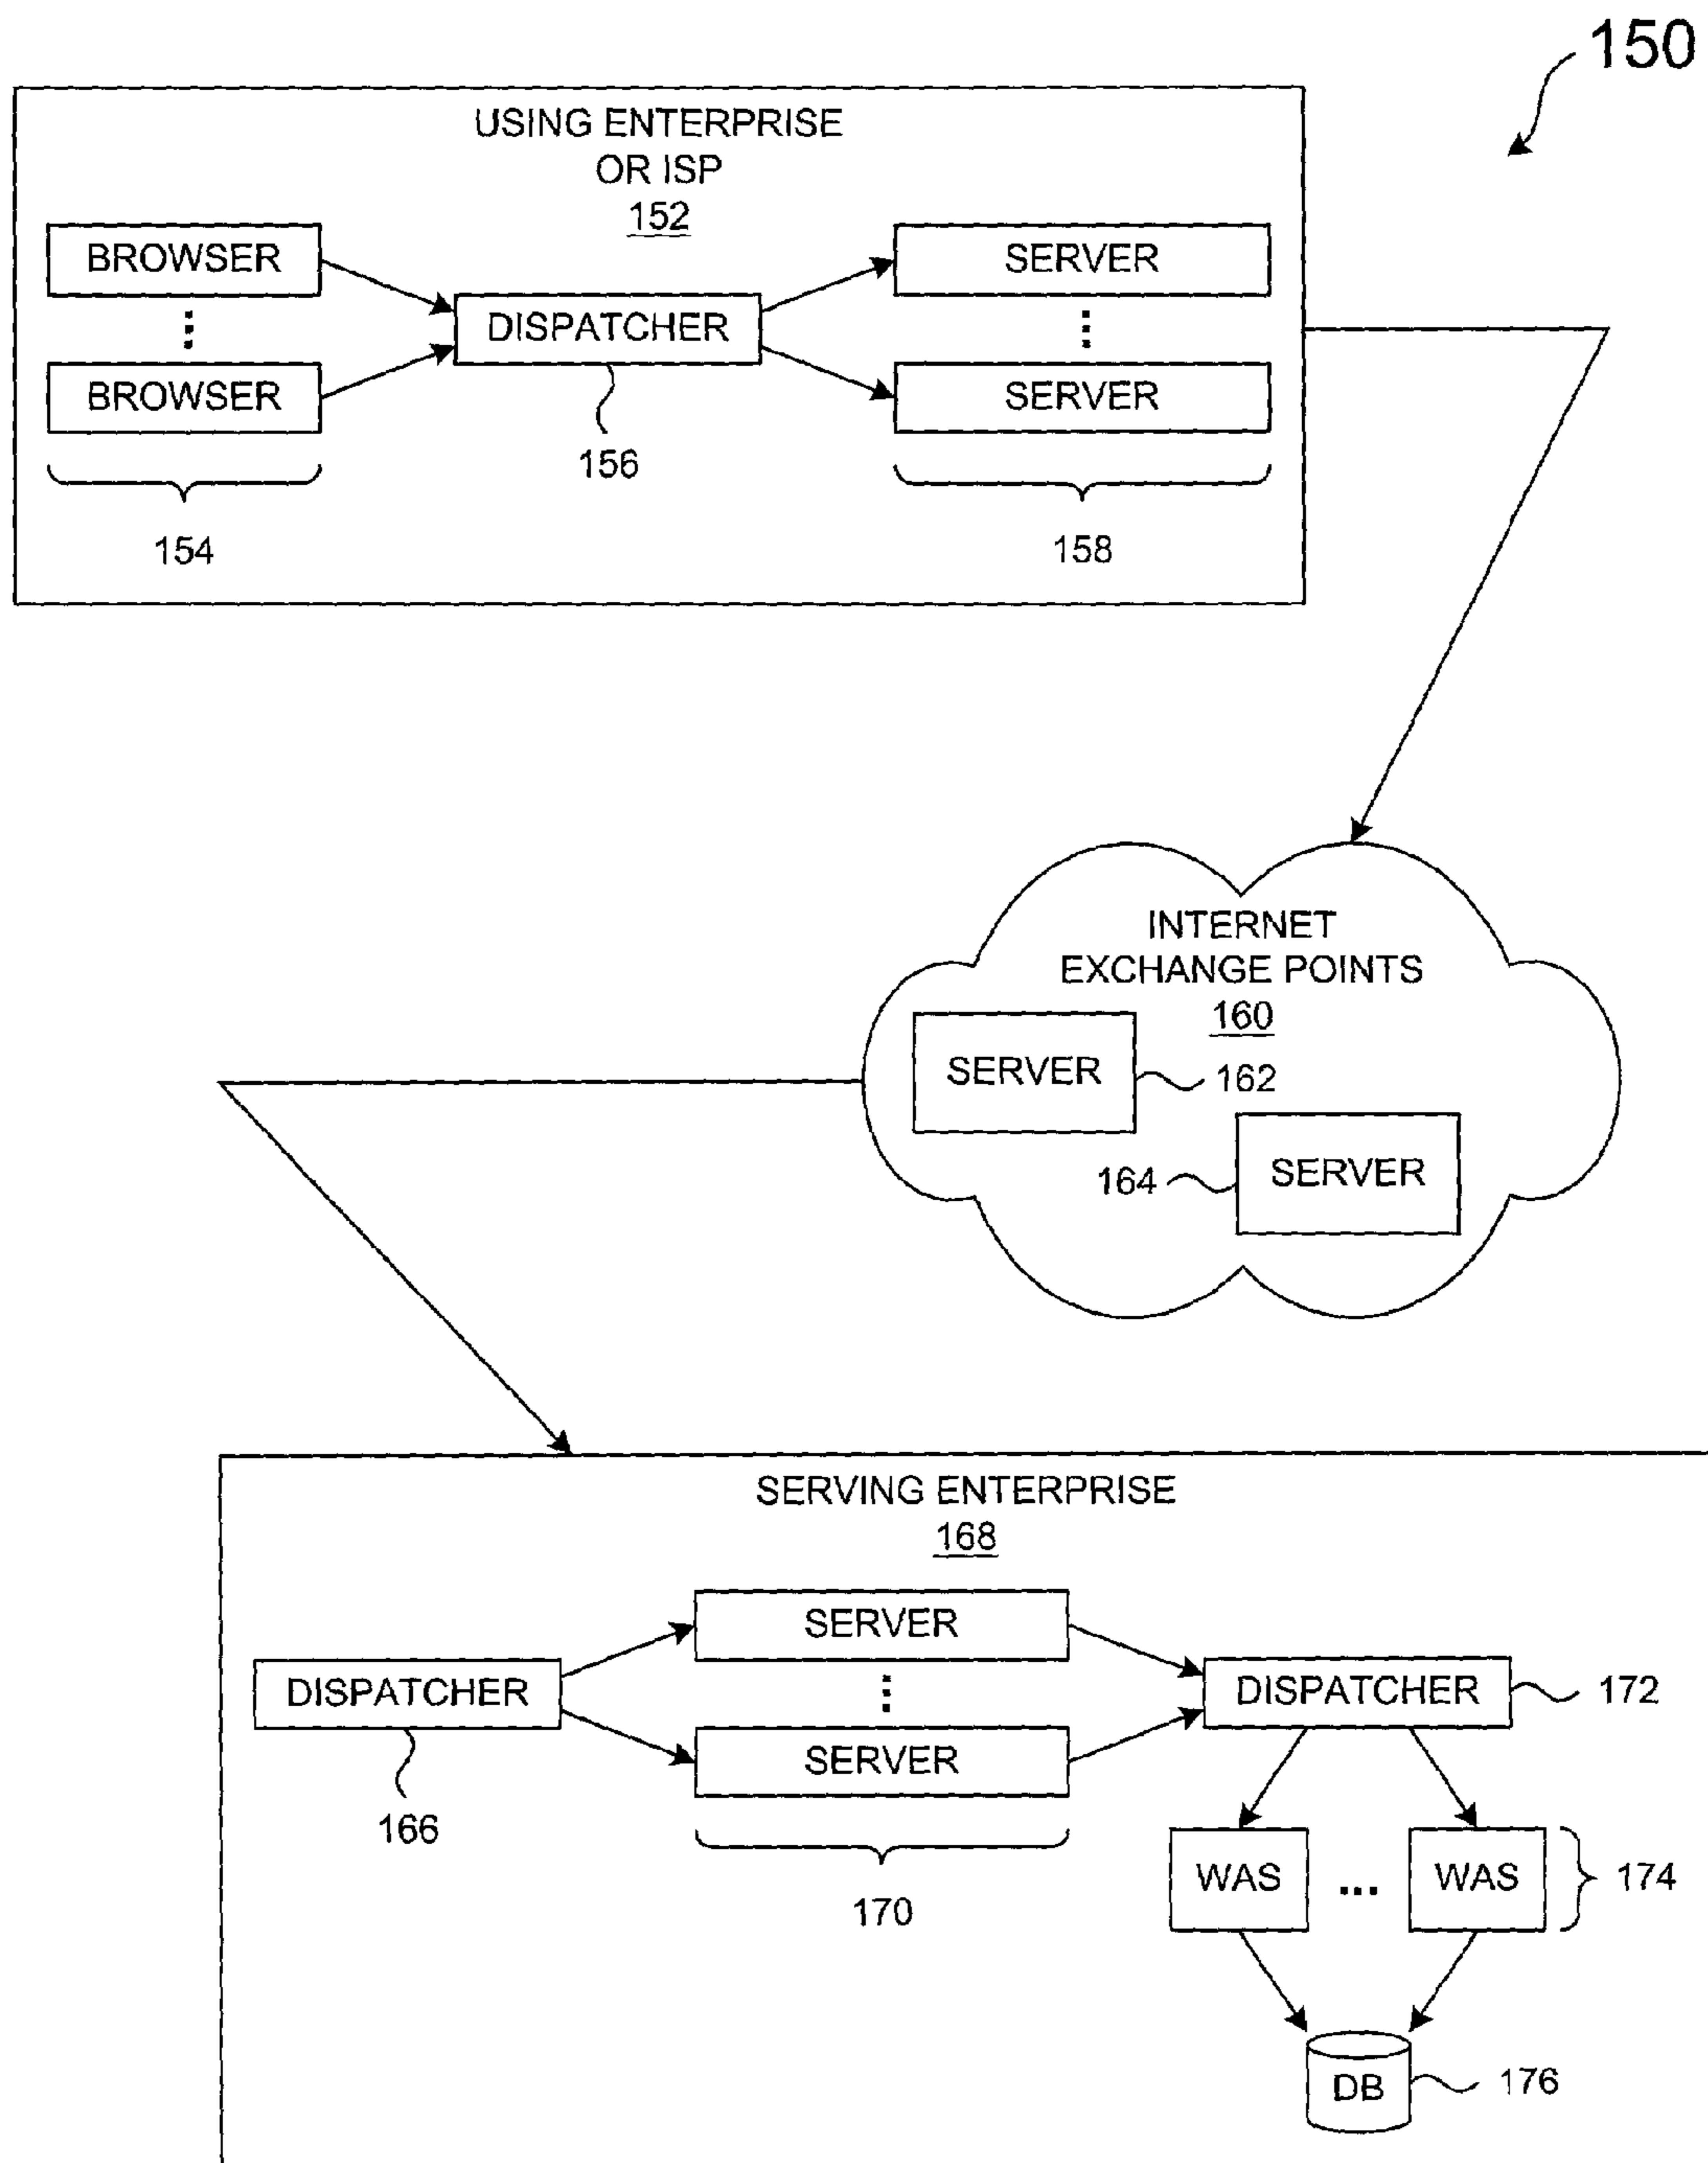 150
USING ENTERPRISE
OR ISP
152
BROWSER
SERVER
DISPATCHER
BROWSER
SERVER
156
154
158
INTERNET
EXCHANGE POINTS
160
SERVER
162
164
SERVER
SERVING ENTERPRISE
168
SERVER
DISPATCHER
DISPATCHER
172
SERVER
166
170
WAS
...
WAS
174
DB
176